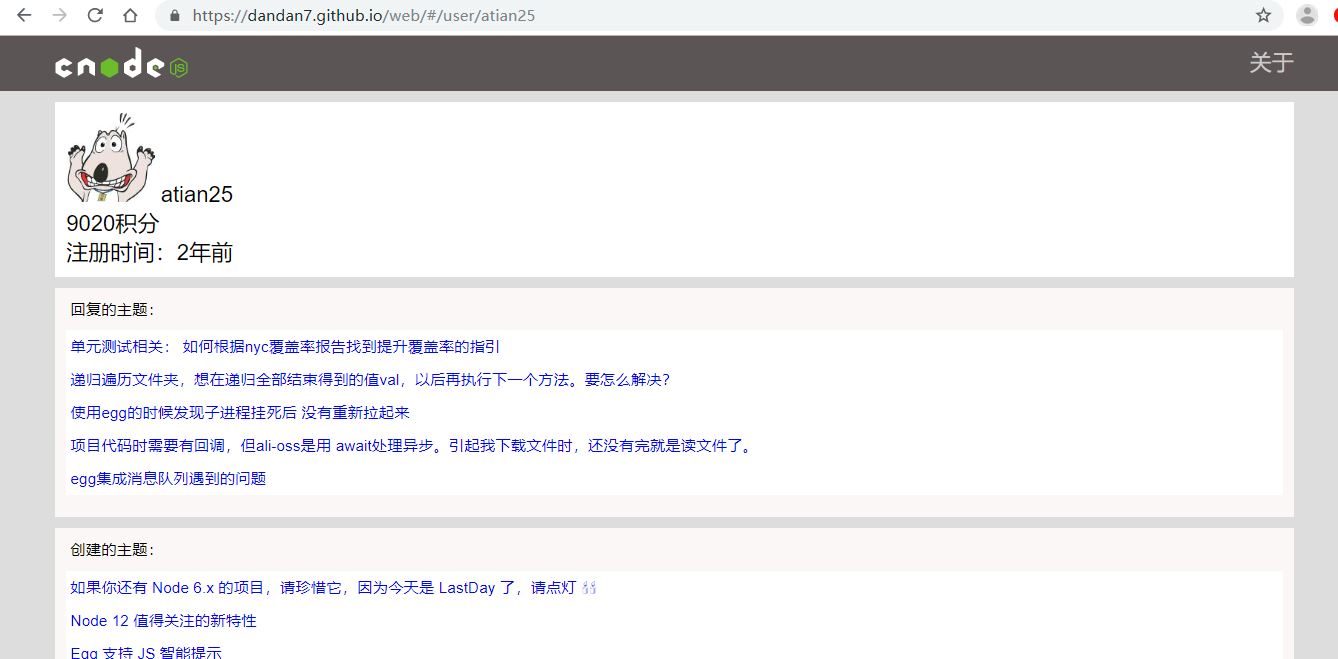 https://dandan7.github.io/web/#/user/atian25
cnode JS
关于
atian25
9020积分
注册时间：2年前
回复的主题：
单元测试相关： 如何根据nyc覆盖率报告找到提升覆盖率的指引
递归遍历文件夹，想在递归全部结束得到的值val，以后再执行下一个方法。要怎么解决？
使用egg的时候发现子进程挂死后 没有重新拉起来
项目代码时需要有回调，但ali-oss是用 await处理异步。引起我下载文件时，还没有完就是读文件了。
egg集成消息队列遇到的问题
创建的主题：
如果你还有 Node 6.x 的项目，请珍惜它，因为今天是 LastDay 了，请点灯
Node 12 值得关注的新特性
Egg 支持 JS 智能提示